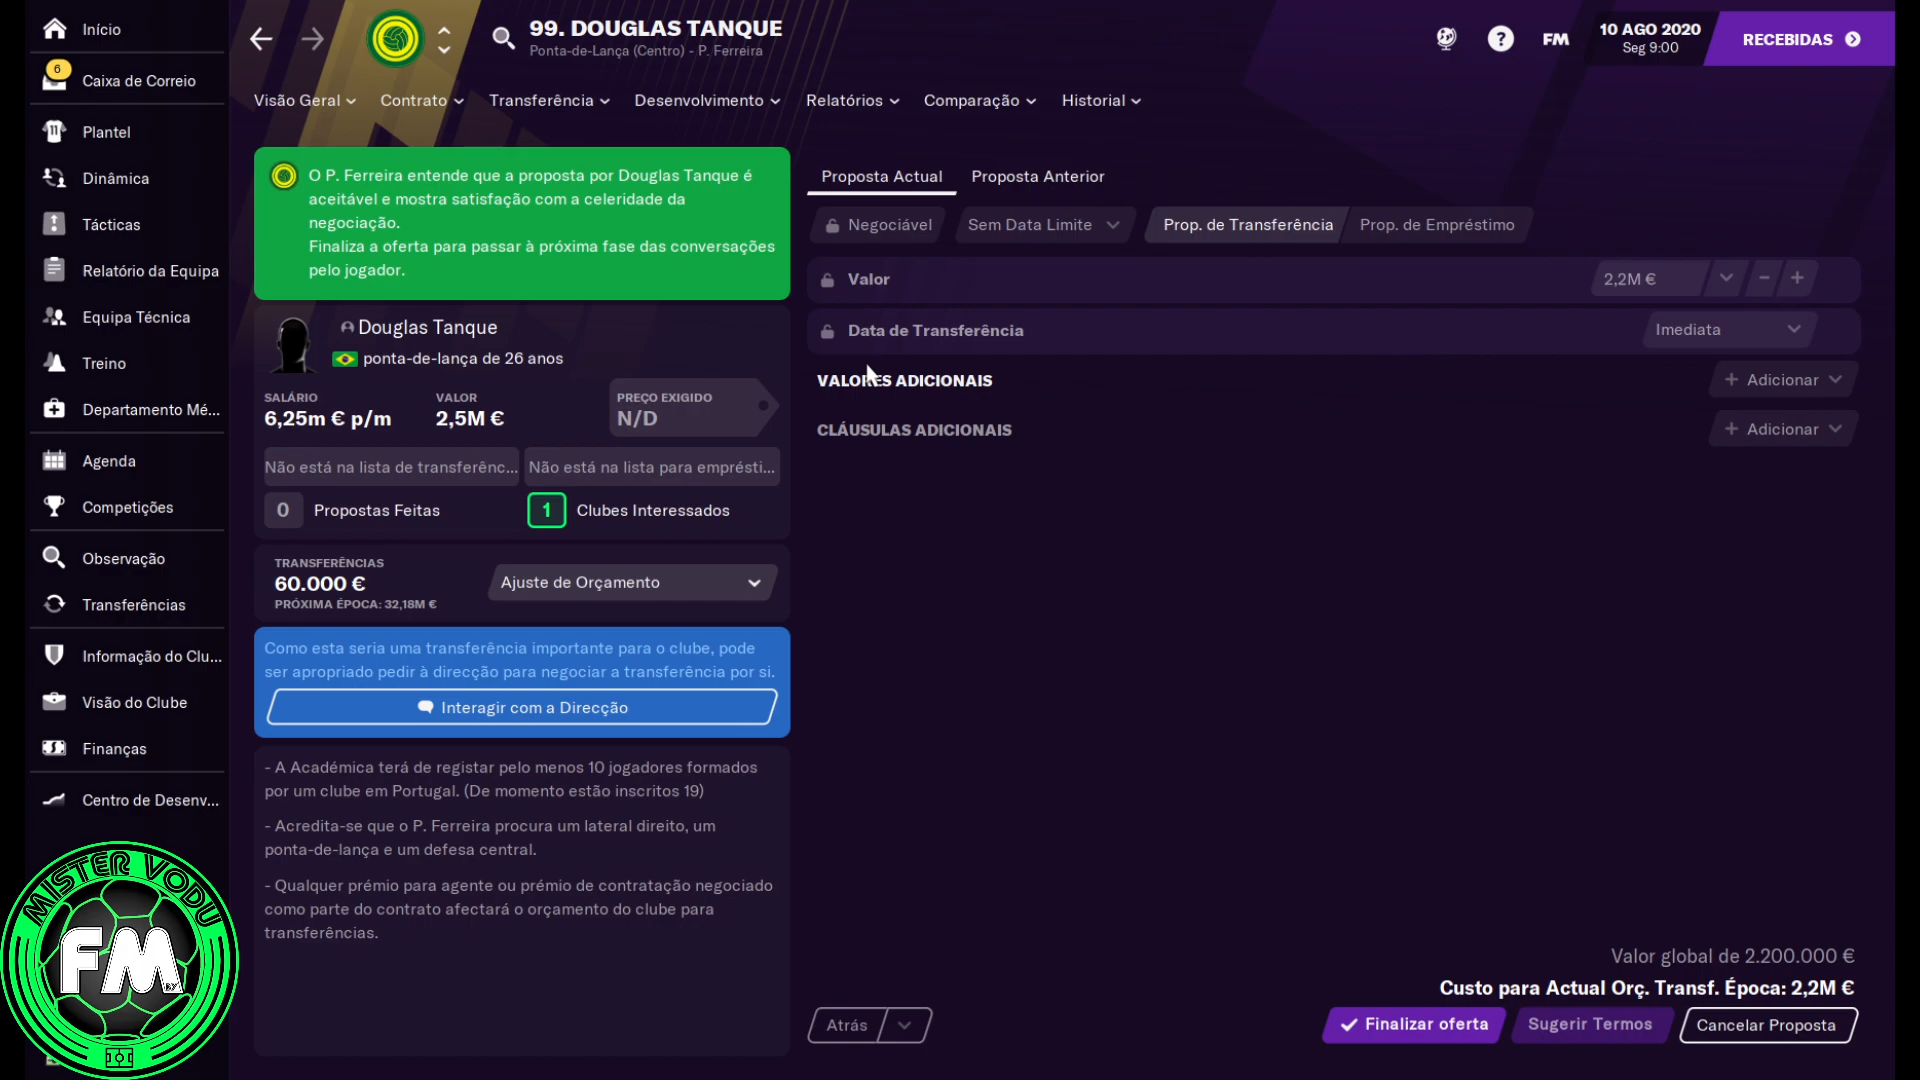 Início
6
Caixa de Correio
Plantel
Dinâmica
Tácticas
Relatório da Equipa
Equipa Técnica
Treino
Departamento Mé...
Agenda
Competições
Observação
Transferências
Informação do Clu...
Visão do Clube
Finanças
Centro de Desenv...
MISTER VODU
FM
BY
99. DOUGLAS TANQUE
Ponta-de-Lança (Centro) - P. Ferreira
?
FM
10 AGO 2020
Seg 9:00
RECEBIDAS
Visão Geral
Contrato
Transferência
Desenvolvimento
Relatórios
Comparação
Historial
O P. Ferreira entende que a proposta por Douglas Tanque é
aceitável e mostra satisfação com a celeridade da
negociação.
Finaliza a oferta para passar à próxima fase das conversações
pelo jogador.
Douglas Tanque
ponta-de-lança de 26 anos
SALÁRIO
6,25m € p/m
VALOR
2,5M €
PREÇO EXIGIDO
N/D
Não está na lista de transferênc...
Não está na lista para emprésti...
0 Propostas Feitas
1 Clubes Interessados
TRANSFERÊNCIAS
60.000 €
PRÓXIMA ÉPOCA: 32,18M €
Ajuste de Orçamento
Como esta seria uma transferência importante para o clube, pode
ser apropriado pedir à direcção para negociar a transferência por si.
Interagir com a Direcção
- A Académica terá de registar pelo menos 10 jogadores formados
por um clube em Portugal. (De momento estão inscritos 19)
- Acredita-se que o P. Ferreira procura um lateral direito, um
ponta-de-lança e um defesa central.
- Qualquer prémio para agente ou prémio de contratação negociado
como parte do contrato afectará o orçamento do clube para
transferências.
Proposta Actual
Proposta Anterior
Negociável
Sem Data Limite
Prop. de Transferência
Prop. de Empréstimo
Valor
2,2M €
Data de Transferência
Imediata
VALORES ADICIONAIS
+ Adicionar
CLÁUSULAS ADICIONAIS
+ Adicionar
Valor global de 2.200.000 €
Custo para Actual Orç. Transf. Época: 2,2M €
Atrás
Finalizar oferta
Sugerir Termos
Cancelar Proposta